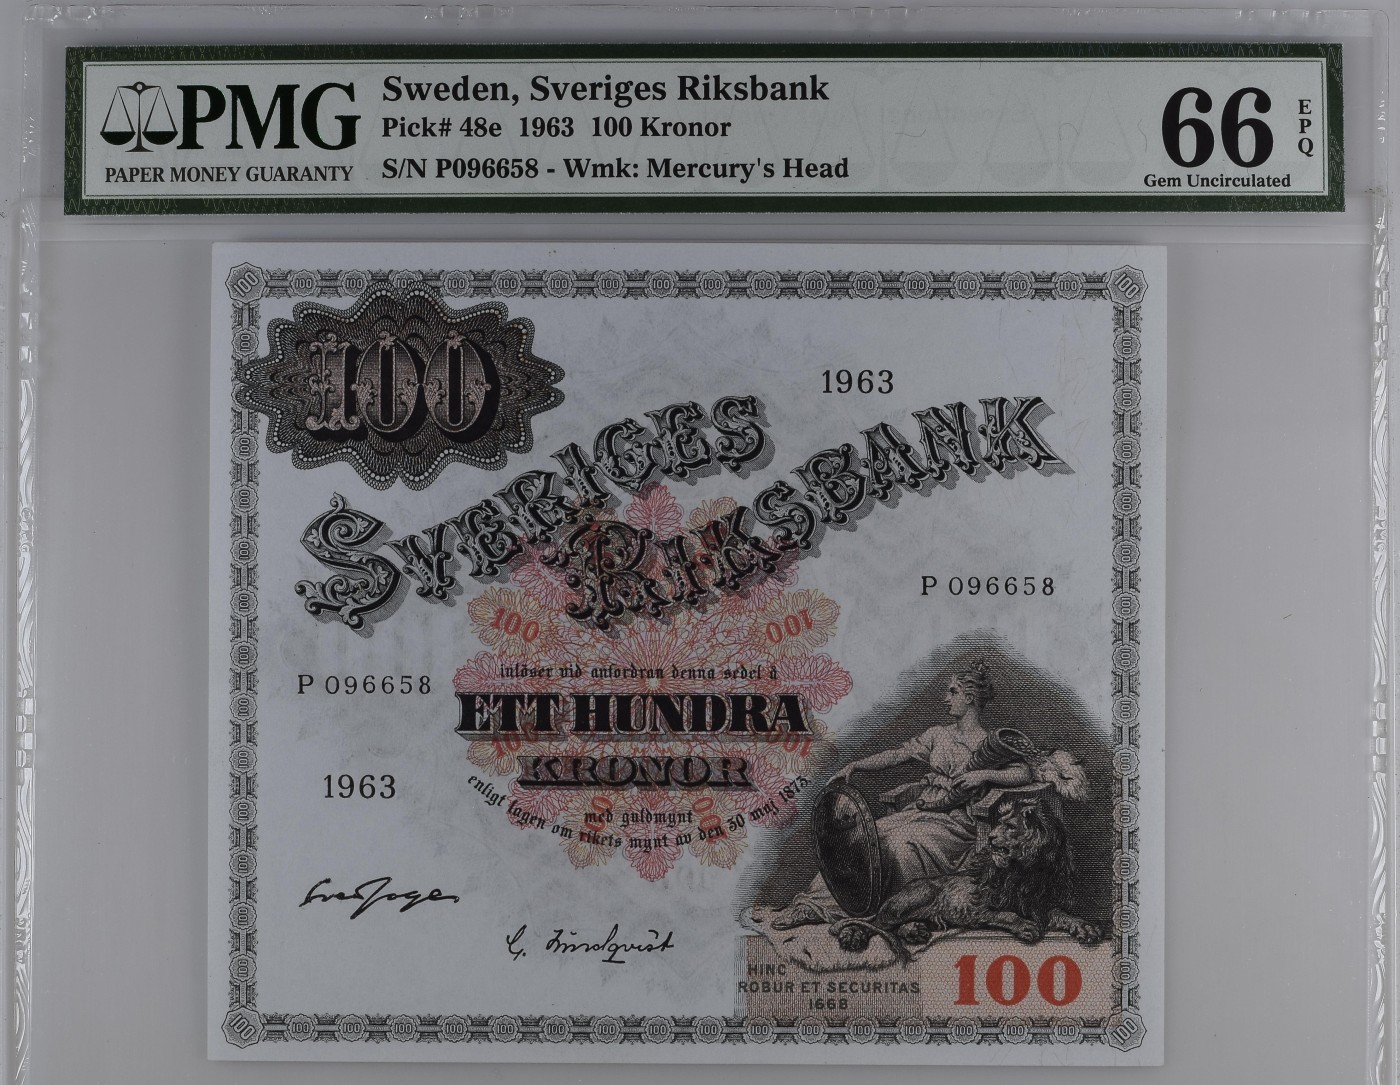 PMG
PAPER MONEY GUARANTY
Sweden, Sveriges Riksbank
Pick# 48e 1963 100 Kronor
S/N P096658 - Wmk: Mercury's Head
66
EPQ
Gem Uncirculated
100
1963
SVERIGES
RIKSBANK
P 096658
100 100
inlöser vid anfordran denna sedel à
P 096658
ETT HUNDRA
KRONOR
1963
med guldmynt
enligt lagen om rikets mynt av den 30 maj 1873.
G. Lindqvist
HINC
ROBUR ET SECURITAS
1668
100